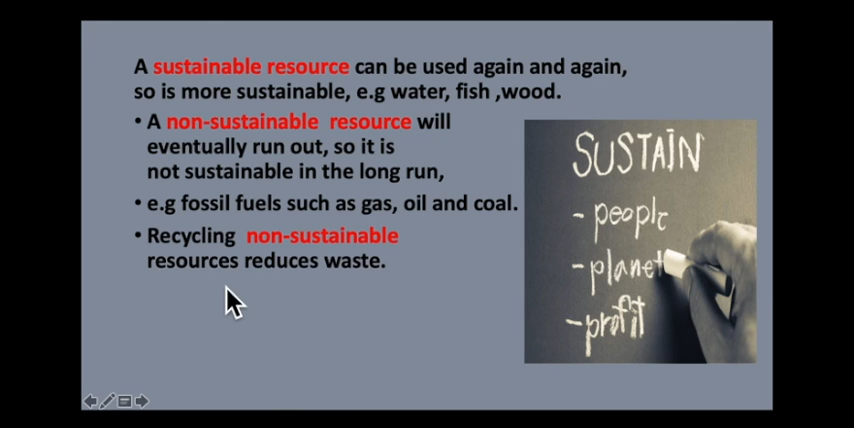 A sustainable resource can be used again and again,
so is more sustainable, e.g water, fish ,wood.
• A non-sustainable  resource will
eventually run out, so it is
not sustainable in the long run,
• e.g fossil fuels such as gas, oil and coal.
• Recycling  non-sustainable
resources reduces waste.
SUSTAIN
- people
- planet
- profit